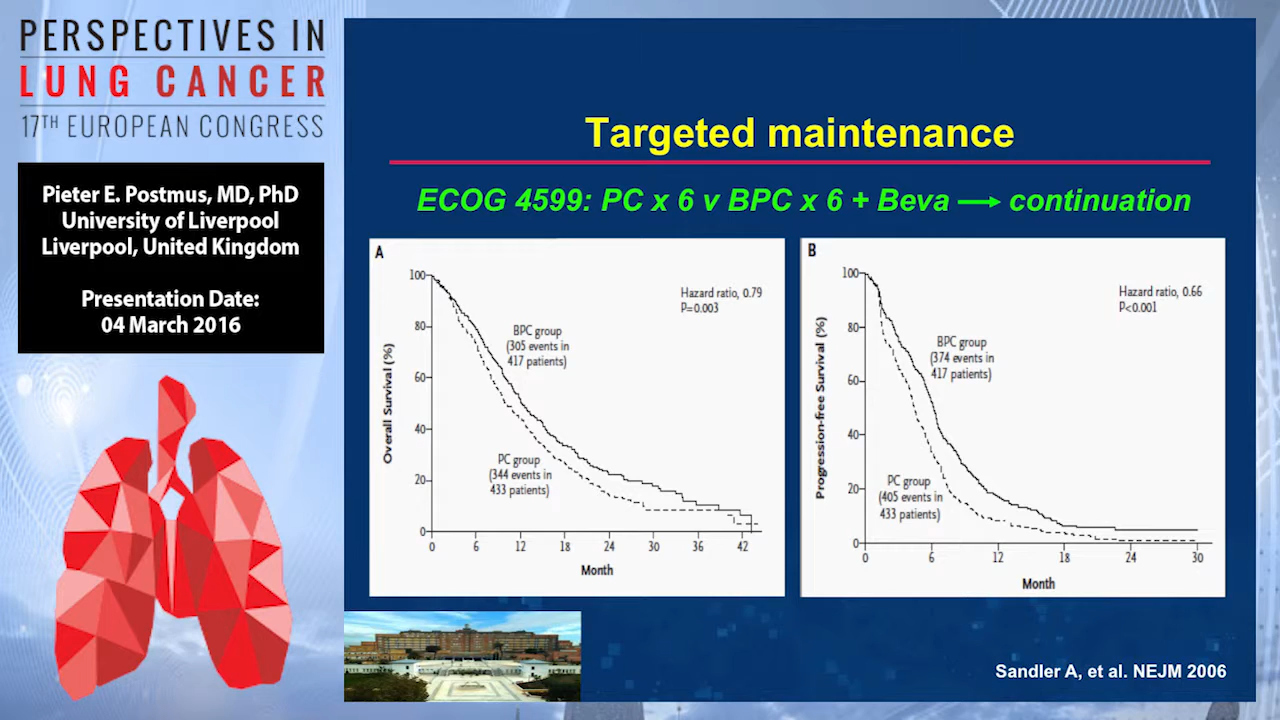 PERSPECTIVES IN
LUNG CANCER
17TH EUROPEAN CONGRESS
Pieter E. Postmus, MD, PhD
University of Liverpool
Liverpool, United Kingdom
Presentation Date:
04 March 2016
Targeted maintenance
ECOG 4599: PC x 6 v BPC x 6 + Beva → continuation
A
Hazard ratio, 0.79
P=0.003
BPC group
(305 events in
417 patients)
PC group
(344 events in
433 patients)
Overall Survival (%)
100
80
60
40
20
0
0 6 12 18 24 30 36 42
Month
B
Hazard ratio, 0.66
P<0.001
BPC group
(374 events in
417 patients)
PC group
(405 events in
433 patients)
Progression-free Survival (%)
100
80
60
40
20
0
0 6 12 18 24 30
Month
Sandler A, et al. NEJM 2006